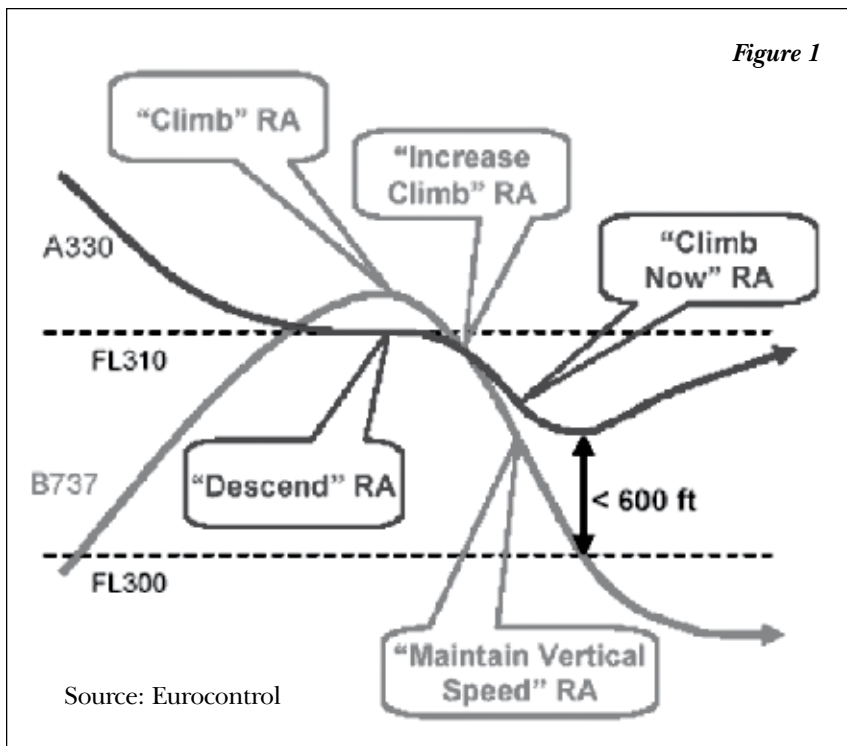 Figure 1
“Climb” RA
“Increase
Climb” RA
A330
“Climb
Now” RA
FL310
B737
“Descend” RA
< 600 ft
FL300
“Maintain Vertical
Speed” RA
Source: Eurocontrol